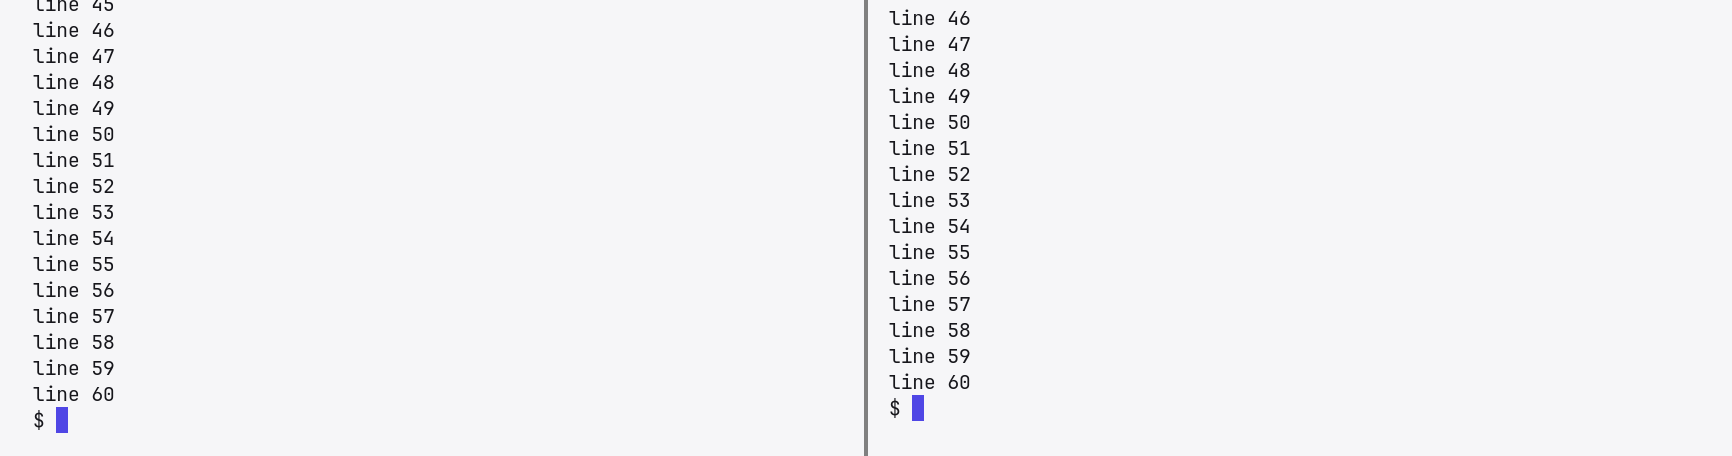 line 45
line 46
line 47
line 48
line 49
line 50
line 51
line 52
line 53
line 54
line 55
line 56
line 57
line 58
line 59
line 60
$
line 46
line 47
line 48
line 49
line 50
line 51
line 52
line 53
line 54
line 55
line 56
line 57
line 58
line 59
line 60
$